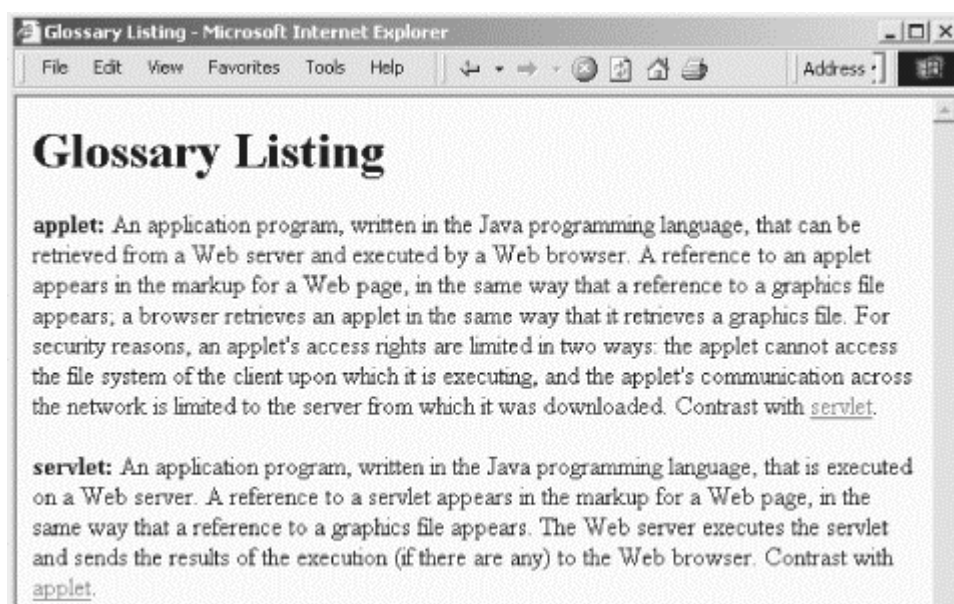 Glossary Listing - Microsoft Internet Explorer
File Edit View Favorites Tools Help Address
Glossary Listing
applet: An application program, written in the Java programming language, that can be
retrieved from a Web server and executed by a Web browser. A reference to an applet
appears in the markup for a Web page, in the same way that a reference to a graphics file
appears; a browser retrieves an applet in the same way that it retrieves a graphics file. For
security reasons, an applet's access rights are limited in two ways: the applet cannot access
the file system of the client upon which it is executing, and the applet's communication across
the network is limited to the server from which it was downloaded. Contrast with servlet.
servlet: An application program, written in the Java programming language, that is executed
on a Web server. A reference to a servlet appears in the markup for a Web page, in the
same way that a reference to a graphics file appears. The Web server executes the servlet
and sends the results of the execution (if there are any) to the Web browser. Contrast with
applet.